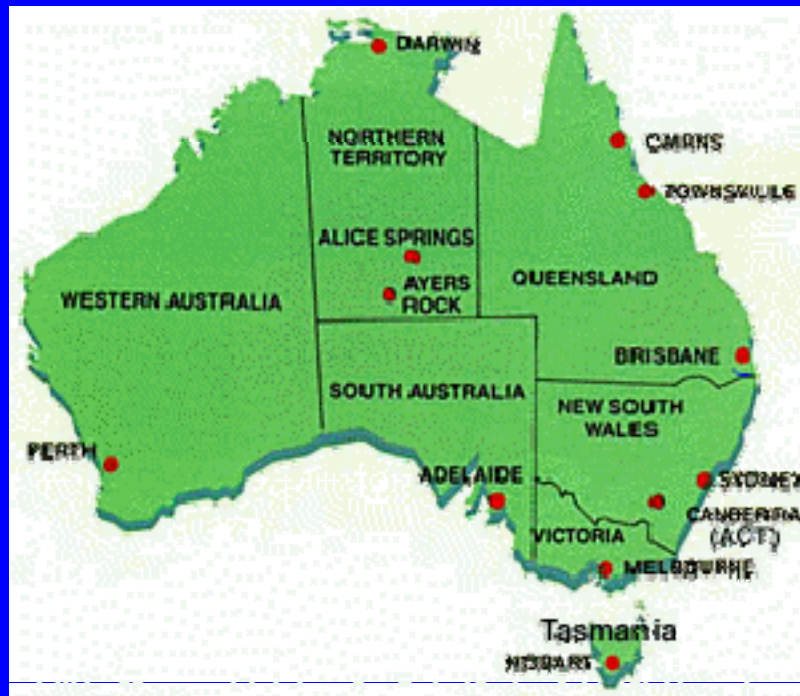 DARWIN
NORTHERN
TERRITORY
CAIRNS
TOWNSVILLE
ALICE SPRINGS
AYERS
ROCK
QUEENSLAND
WESTERN AUSTRALIA
BRISBANE
SOUTH AUSTRALIA
NEW SOUTH
WALES
PERTH
ADELAIDE
SYDNEY
CANBERRA
(ACT)
VICTORIA
MELBOURNE
Tasmania
HOBART